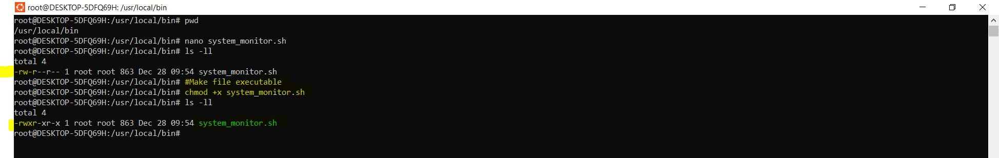 root@DESKTOP-5DFQ69H: /usr/local/bin
root@DESKTOP-5DFQ69H:/usr/local/bin# pwd
/usr/local/bin
root@DESKTOP-5DFQ69H:/usr/local/bin# nano system_monitor.sh
root@DESKTOP-5DFQ69H:/usr/local/bin# ls -ll
total 4
-rw-r--r-- 1 root root 863 Dec 28 09:54 system_monitor.sh
root@DESKTOP-5DFQ69H:/usr/local/bin# #Make file executable
root@DESKTOP-5DFQ69H:/usr/local/bin# chmod +x system_monitor.sh
root@DESKTOP-5DFQ69H:/usr/local/bin# ls -ll
total 4
-rwxr-xr-x 1 root root 863 Dec 28 09:54 system_monitor.sh
root@DESKTOP-5DFQ69H:/usr/local/bin#